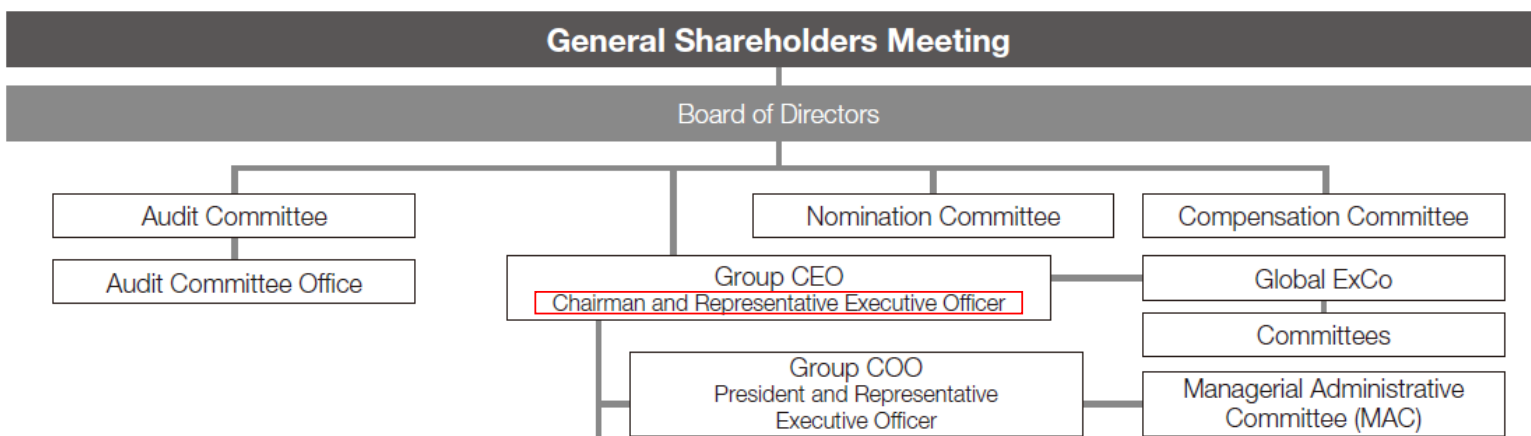 General Shareholders Meeting
Board of Directors
Audit Committee
Nomination Committee
Compensation Committee
Audit Committee Office
Group CEO
Chairman and Representative Executive Officer
Global ExCo
Committees
Group COO
President and Representative
Executive Officer
Managerial Administrative
Committee (MAC)